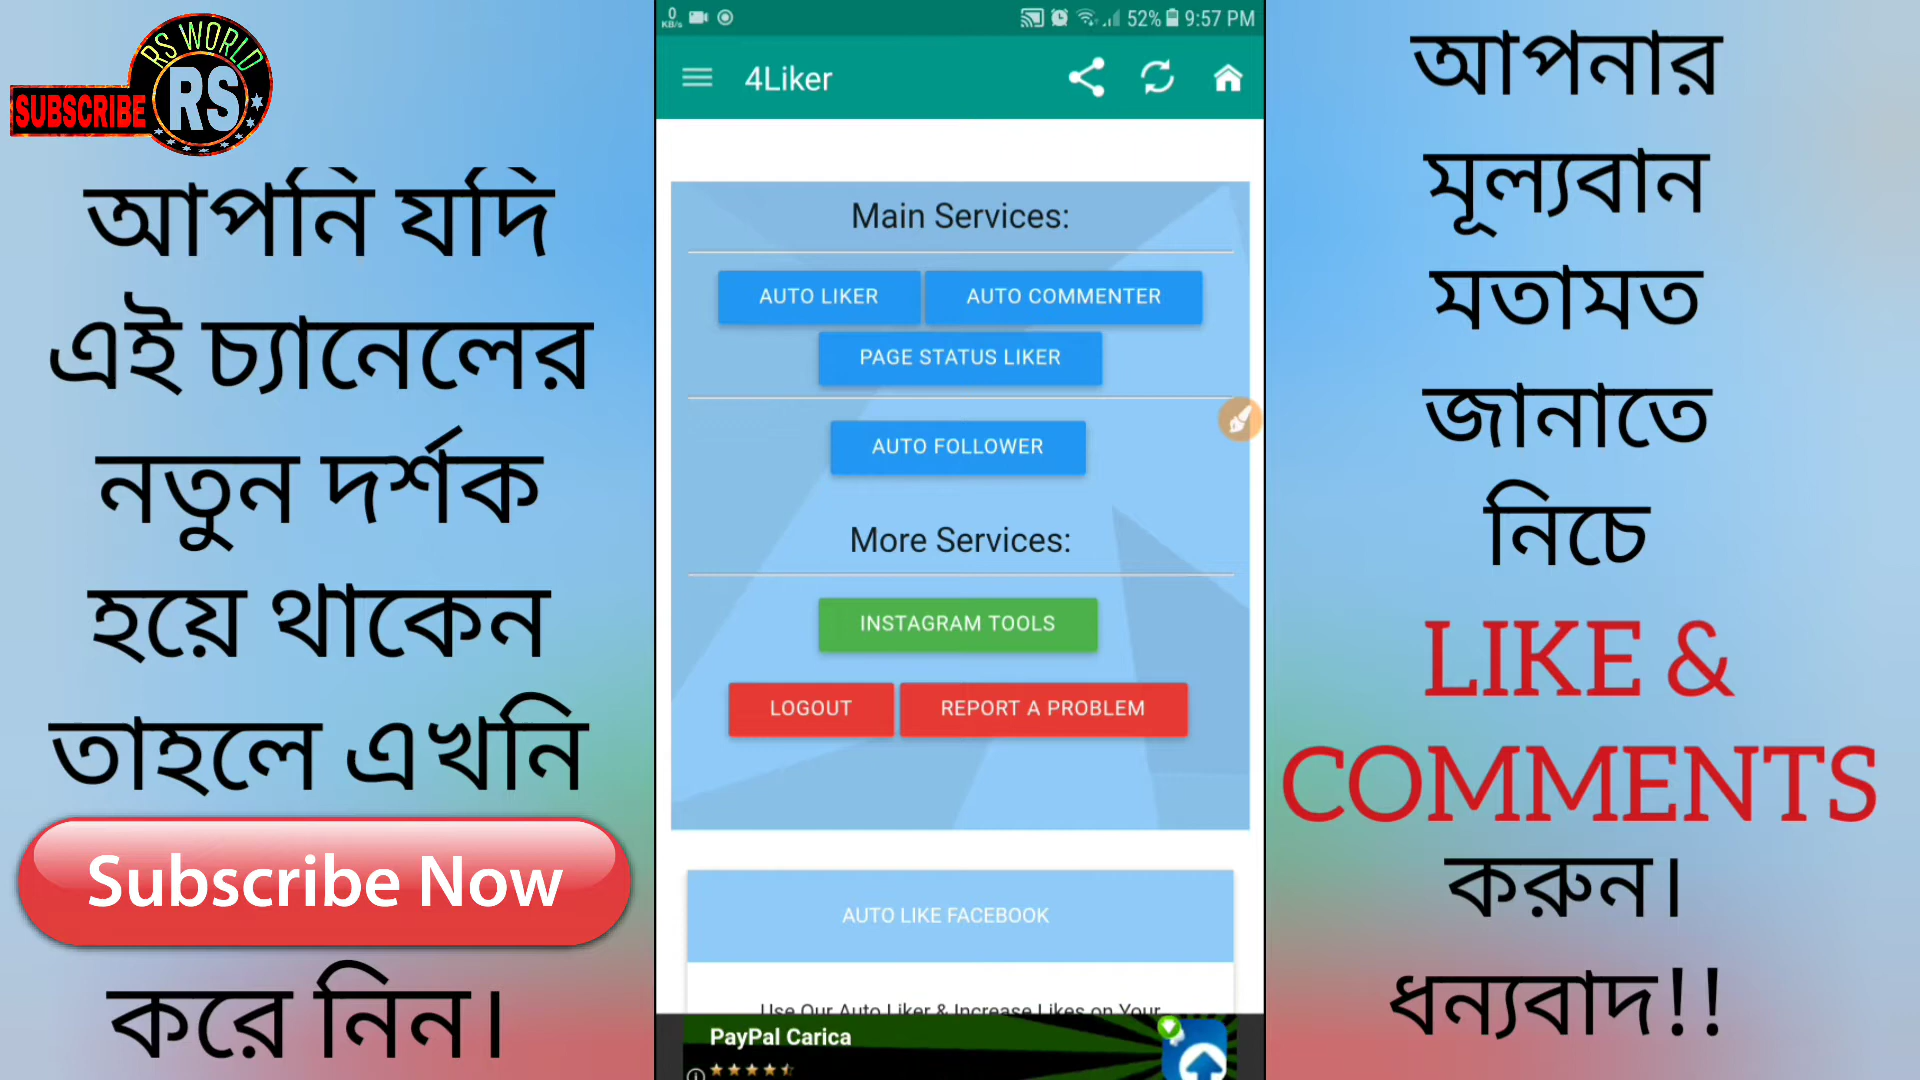 RS WORLD
RS
SUBSCRIBE
আপনি যদি
এই চ্যানেলের
নতুন দর্শক
হয়ে থাকেন
তাহলে এখনি
Subscribe Now
করে নিন।
0
KB/s
52%
9:57 PM
4Liker
Main Services:
AUTO LIKER
AUTO COMMENTER
PAGE STATUS LIKER
AUTO FOLLOWER
More Services:
INSTAGRAM TOOLS
LOGOUT
REPORT A PROBLEM
AUTO LIKE FACEBOOK
Use Our Auto Liker & Increase Likes on Your
PayPal Carica
আপনার
মূল্যবান
মতামত
জানাতে
নিচে
LIKE &
COMMENTS
করুন।
ধন্যবাদ!!